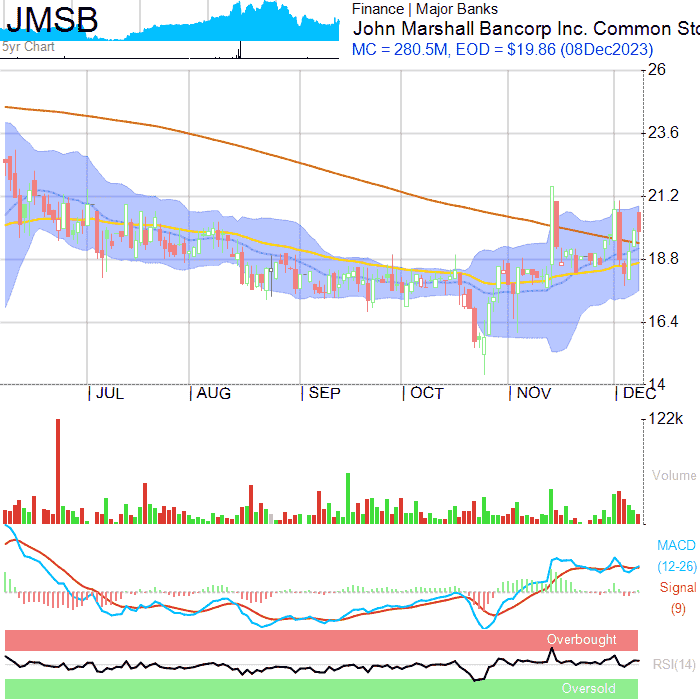 JMSB
5yr Chart
Finance | Major Banks
John Marshall Bancorp Inc. Common Sto
MC = 280.5M, EOD = $19.86 (08Dec2023)
26
23.6
21.2
18.8
16.4
14
JUL AUG SEP OCT NOV DEC
122k
Volume
MACD
(12-26)
Signal
(9)
Overbought
RSI(14)
Oversold